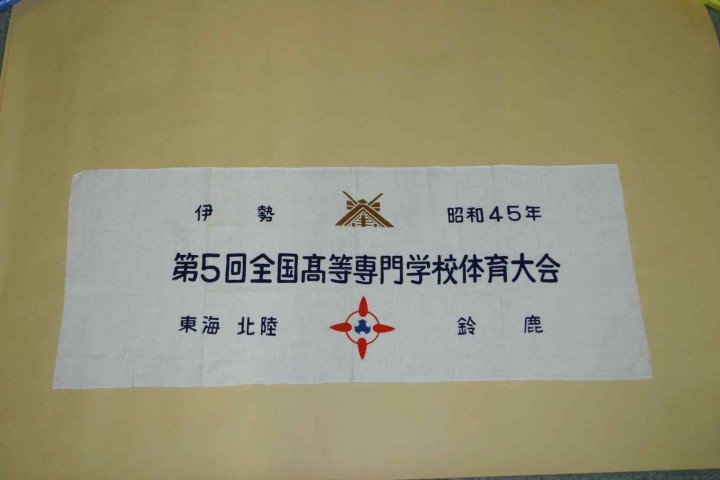 伊勢 昭和45年
第5回全国髙等専門学校体育大会
東海 北陸 鈴鹿